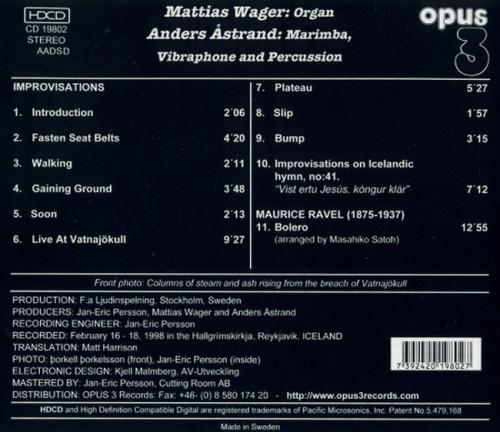 HDCD
CD 19802
STEREO
AADSD
Mattias Wager: Organ
Anders Åstrand: Marimba,
Vibraphone and Percussion
opus
3
IMPROVISATIONS
1. Introduction 2´06
2. Fasten Seat Belts 4´20
3. Walking 2´11
4. Gaining Ground 3´48
5. Soon 2´13
6. Live At Vatnajökull 9´27
7. Plateau 5´27
8. Slip 1´57
9. Bump 3´15
10. Improvisations on Icelandic
hymn, no:41.
"Vist ertu Jesús, kóngur klár" 7´12
MAURICE RAVEL (1875-1937)
11. Bolero 12´55
(arranged by Masahiko Satoh)
Front photo: Columns of steam and ash rising from the breach of Vatnajökull
PRODUCTION: F:a Ljudinspelning, Stockholm, Sweden
PRODUCERS: Jan-Eric Persson, Mattias Wager and Anders Åstrand
RECORDING ENGINEER: Jan-Eric Persson
RECORDED: February 16 - 18, 1998 in the Hallgrímskirkja, Reykjavik, ICELAND
TRANSLATION: Matt Harrison
PHOTO: þorkell þorkelsson (front), Jan-Eric Persson (inside)
ELECTRONIC DESIGN: Kjell Malmberg, AV-Utveckling
MASTERED BY: Jan-Eric Persson, Cutting Room AB
DISTRIBUTION: OPUS 3 Records: Fax: +46- (0) 8 580 174 20 - http://www.opus3records.com
7 392420 198027
HDCD and High Definition Compatible Digital are registered trademarks of Pacific Microsonics, Inc. Patent No 5,479,168
Made in Sweden